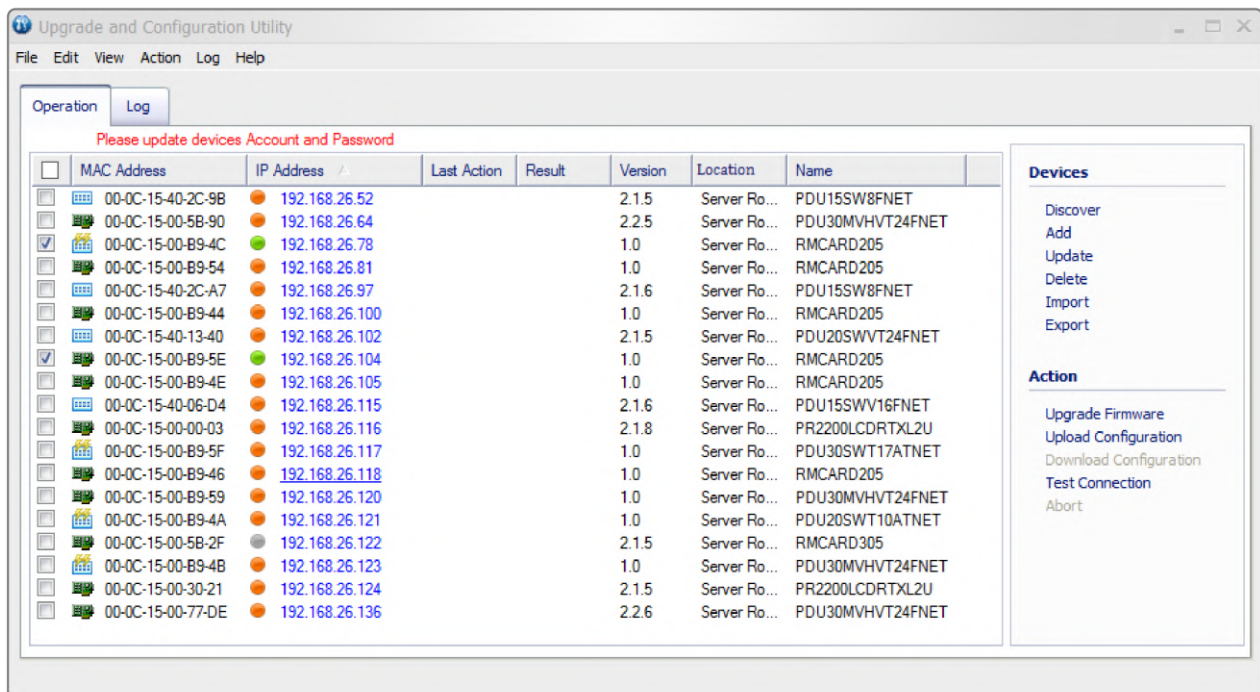 Upgrade and Configuration Utility
File Edit View Action Log Help
Operation Log
Please update devices Account and Password
MAC Address IP Address Last Action Result Version Location Name
00-0C-15-40-2C-9B 192.168.26.52 2.1.5 Server Ro... PDU15SW8FNET
00-0C-15-00-5B-90 192.168.26.64 2.2.5 Server Ro... PDU30MVHVT24FNET
00-0C-15-00-B9-4C 192.168.26.78 1.0 Server Ro... RMCARD205
00-0C-15-00-B9-54 192.168.26.81 1.0 Server Ro... RMCARD205
00-0C-15-40-2C-A7 192.168.26.97 2.1.6 Server Ro... PDU15SW8FNET
00-0C-15-00-B9-44 192.168.26.100 1.0 Server Ro... RMCARD205
00-0C-15-40-13-40 192.168.26.102 2.1.5 Server Ro... PDU20SWVT24FNET
00-0C-15-00-B9-5E 192.168.26.104 1.0 Server Ro... RMCARD205
00-0C-15-00-B9-4E 192.168.26.105 1.0 Server Ro... RMCARD205
00-0C-15-40-06-D4 192.168.26.115 2.1.6 Server Ro... PDU15SWV16FNET
00-0C-15-00-00-03 192.168.26.116 2.1.8 Server Ro... PR2200LCDRTXL2U
00-0C-15-00-B9-5F 192.168.26.117 1.0 Server Ro... PDU30SWT17ATNET
00-0C-15-00-B9-46 192.168.26.118 1.0 Server Ro... RMCARD205
00-0C-15-00-B9-59 192.168.26.120 1.0 Server Ro... PDU30MVHVT24FNET
00-0C-15-00-B9-4A 192.168.26.121 1.0 Server Ro... PDU20SWT10ATNET
00-0C-15-00-5B-2F 192.168.26.122 2.1.5 Server Ro... RMCARD305
00-0C-15-00-B9-4B 192.168.26.123 1.0 Server Ro... PDU30MVHVT24FNET
00-0C-15-00-30-21 192.168.26.124 2.1.5 Server Ro... PR2200LCDRTXL2U
00-0C-15-00-77-DE 192.168.26.136 2.2.6 Server Ro... PDU30MVHVT24FNET
Devices
Discover
Add
Update
Delete
Import
Export
Action
Upgrade Firmware
Upload Configuration
Download Configuration
Test Connection
Abort